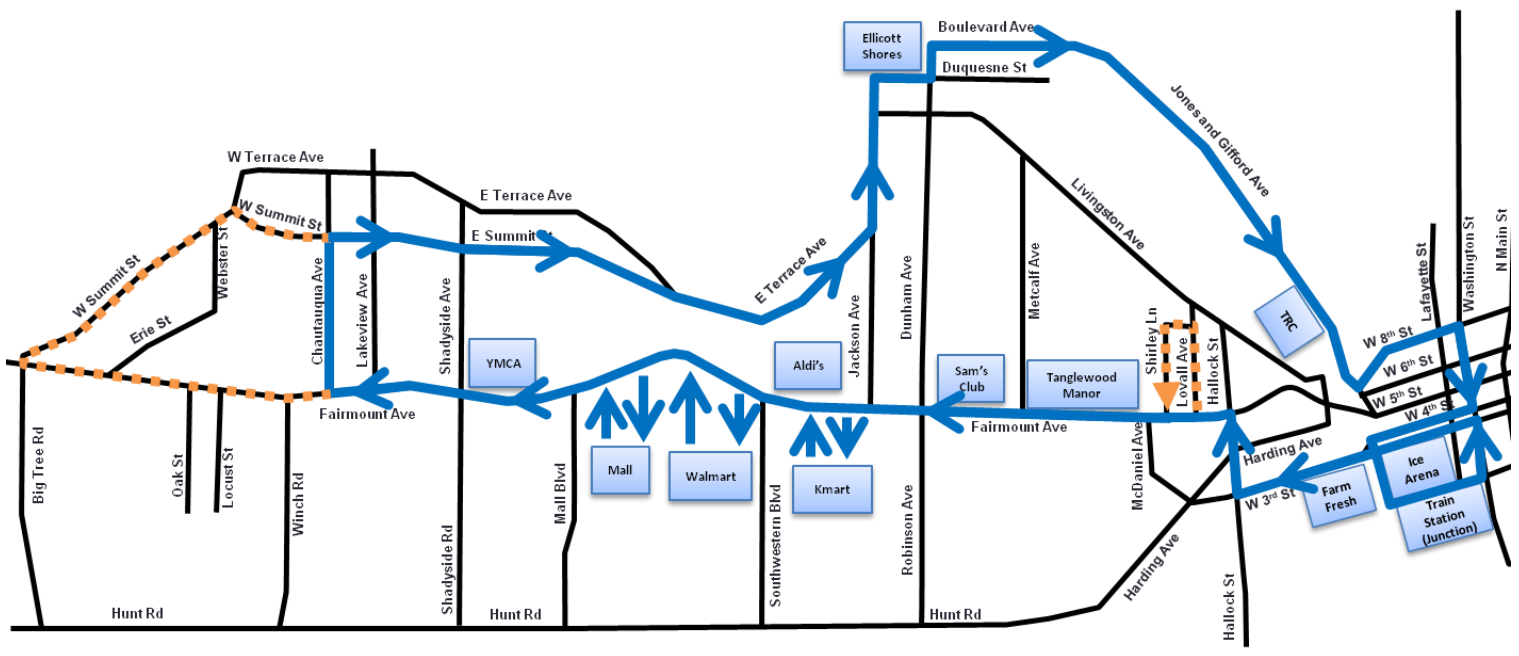 Ellicott
Shores
Boulevard Ave
Duquesne St
Jones and Gifford Ave
W Terrace Ave
E Terrace Ave
W Summit St
E Summit St
W Summit St
Webster St
Erie St
Chautauqua Ave
Lakeview Ave
Shadyside Ave
E Terrace Ave
Jackson Ave
Dunham Ave
Metcalf Ave
Livingston Ave
Shirley Ln
Lovall Ave
Hallock St
TRC
Lafayette St
Washington St
N Main St
W 8th St
W 6th St
W 5th St
W 4th St
YMCA
Aldi's
Sam's
Club
Tanglewood
Manor
Fairmount Ave
Fairmount Ave
Mall
Walmart
Kmart
McDaniel Ave
Harding Ave
W 3rd St
Farm
Fresh
Ice
Arena
Train
Station
(Junction)
Big Tree Rd
Oak St
Locust St
Winch Rd
Shadyside Rd
Mall Blvd
Southwestern Blvd
Robinson Ave
Harding Ave
Hallock St
Hunt Rd
Hunt Rd
Hunt Rd